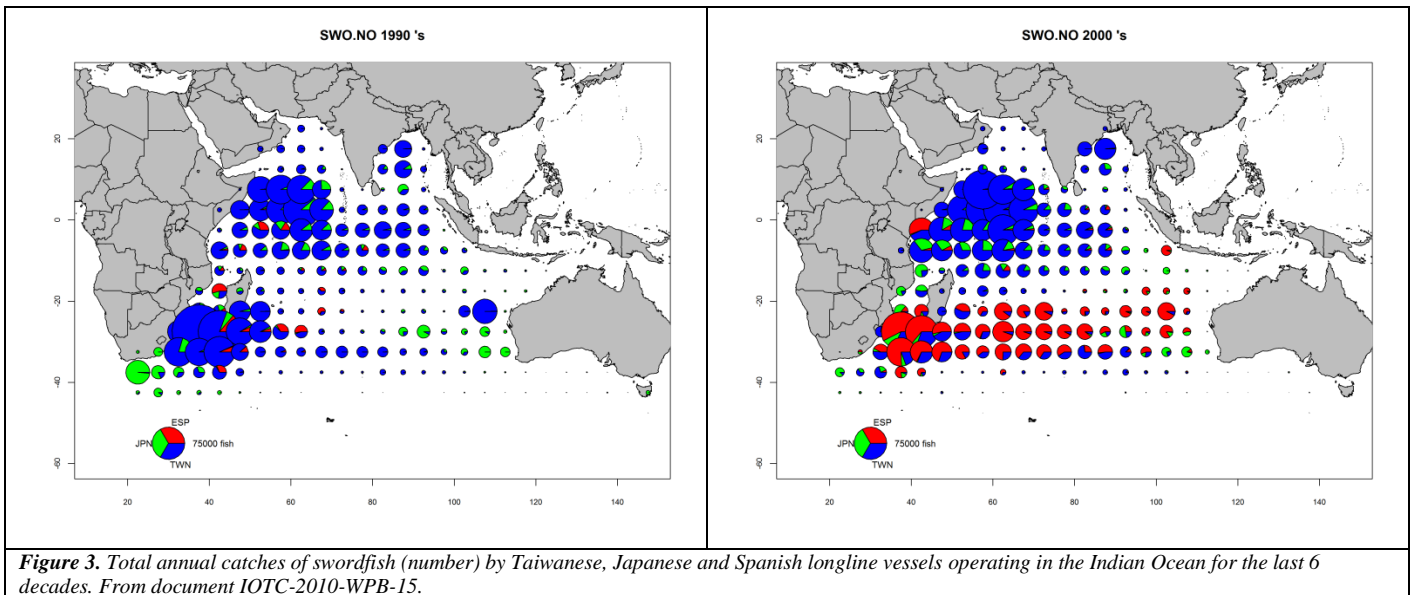 SWO.NO 1990 's
20
0
-20
-40
-60
ESP
JPN
75000 fish
TWN
20 40 60 80 100 120 140
SWO.NO 2000 's
20
0
-20
-40
-60
ESP
JPN
75000 fish
TWN
20 40 60 80 100 120 140
Figure 3. Total annual catches of swordfish (number) by Taiwanese, Japanese and Spanish longline vessels operating in the Indian Ocean for the last 6
decades. From document IOTC-2010-WPB-15.